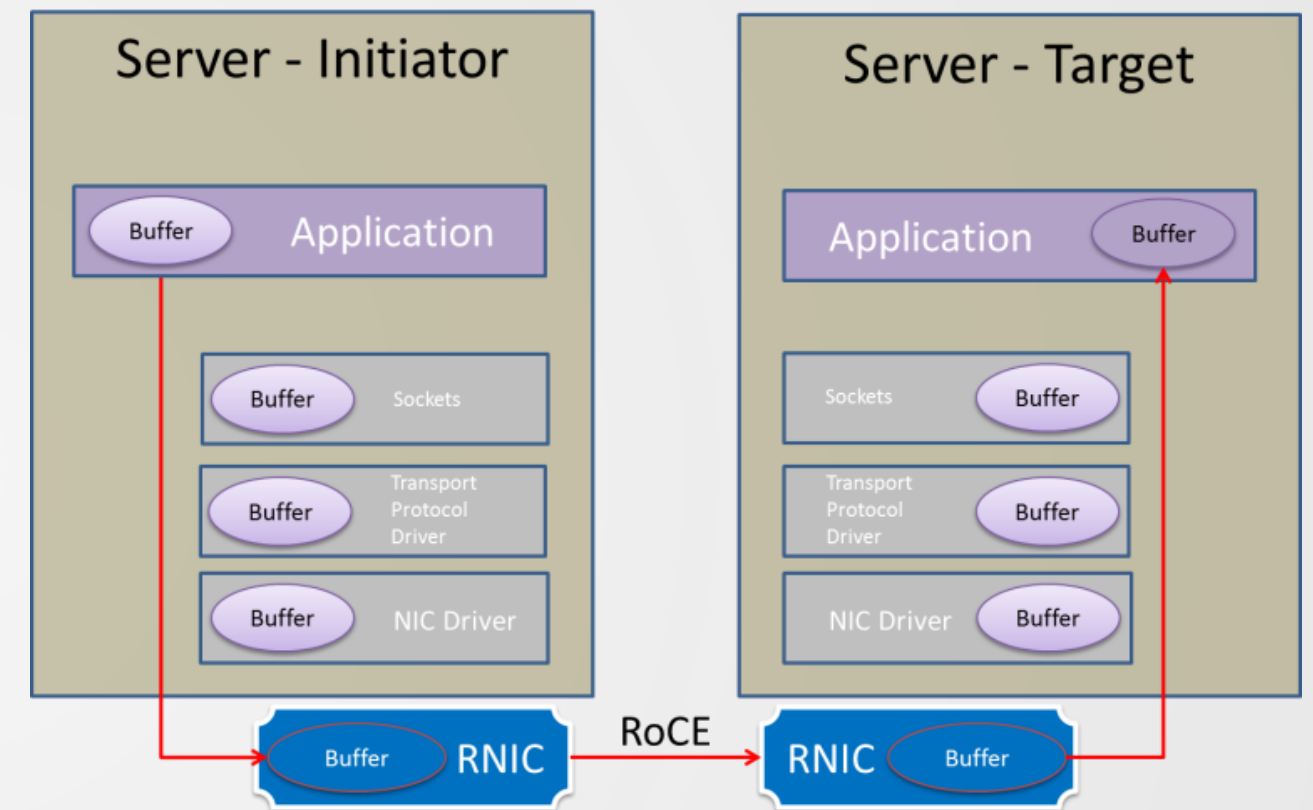 Server - Initiator
Buffer
Application
Buffer
Sockets
Buffer
Transport
Protocol
Driver
Buffer
NIC Driver
Buffer
RNIC
RoCE
Server - Target
Application
Buffer
Sockets
Buffer
Transport
Protocol
Driver
Buffer
NIC Driver
Buffer
RNIC
Buffer